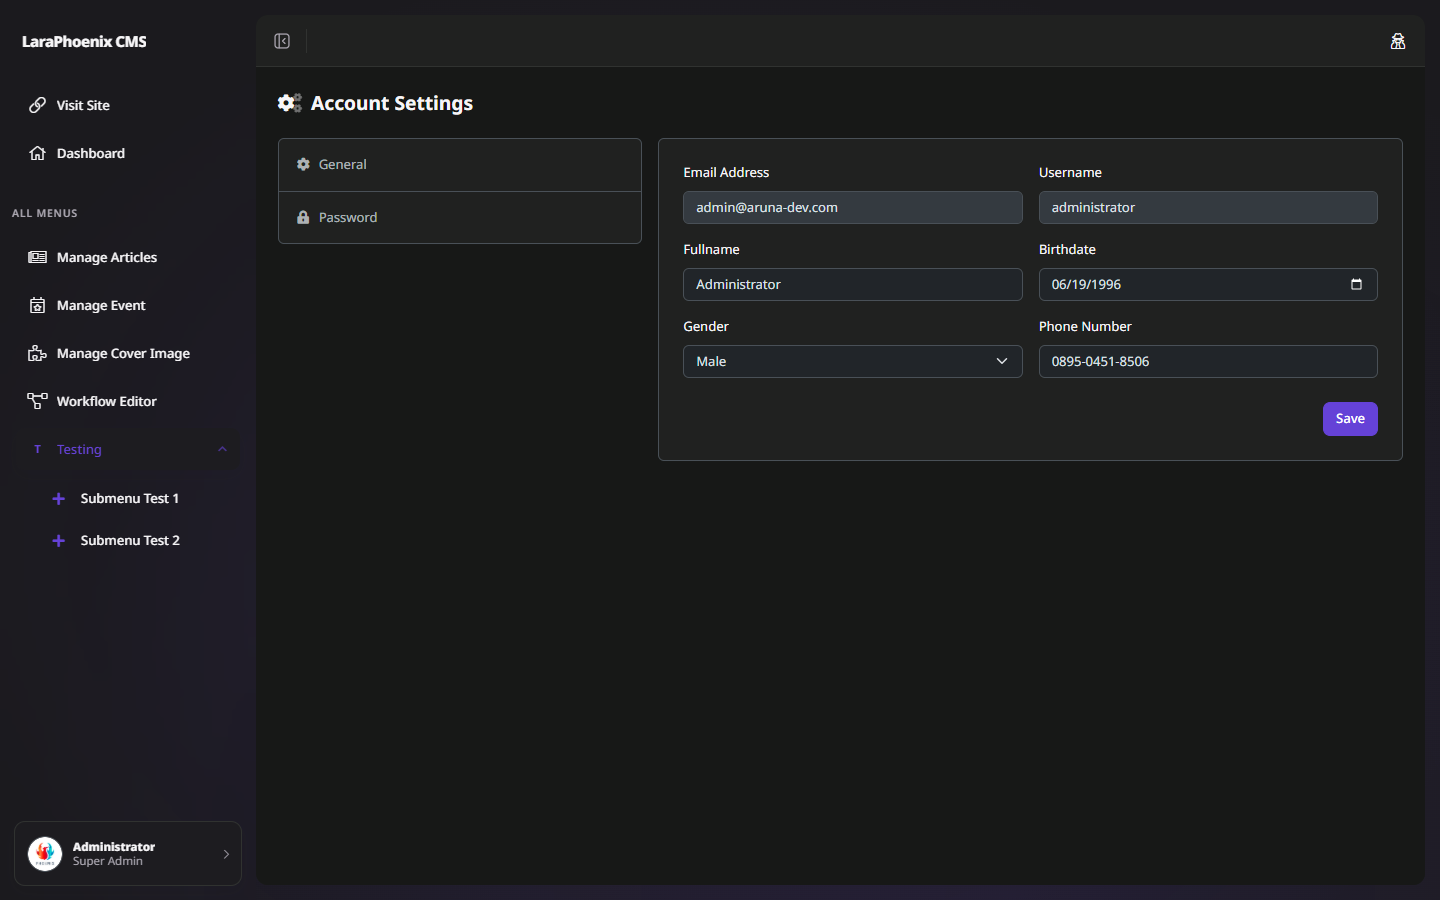 LaraPhoenix CMS
Visit Site
Dashboard
ALL MENUS
Manage Articles
Manage Event
Manage Cover Image
Workflow Editor
T Testing
Submenu Test 1
Submenu Test 2
Administrator
Super Admin
Account Settings
General
Password
Email Address
admin@aruna-dev.com
Username
administrator
Fullname
Administrator
Birthdate
06/19/1996
Gender
Male
Phone Number
0895-0451-8506
Save